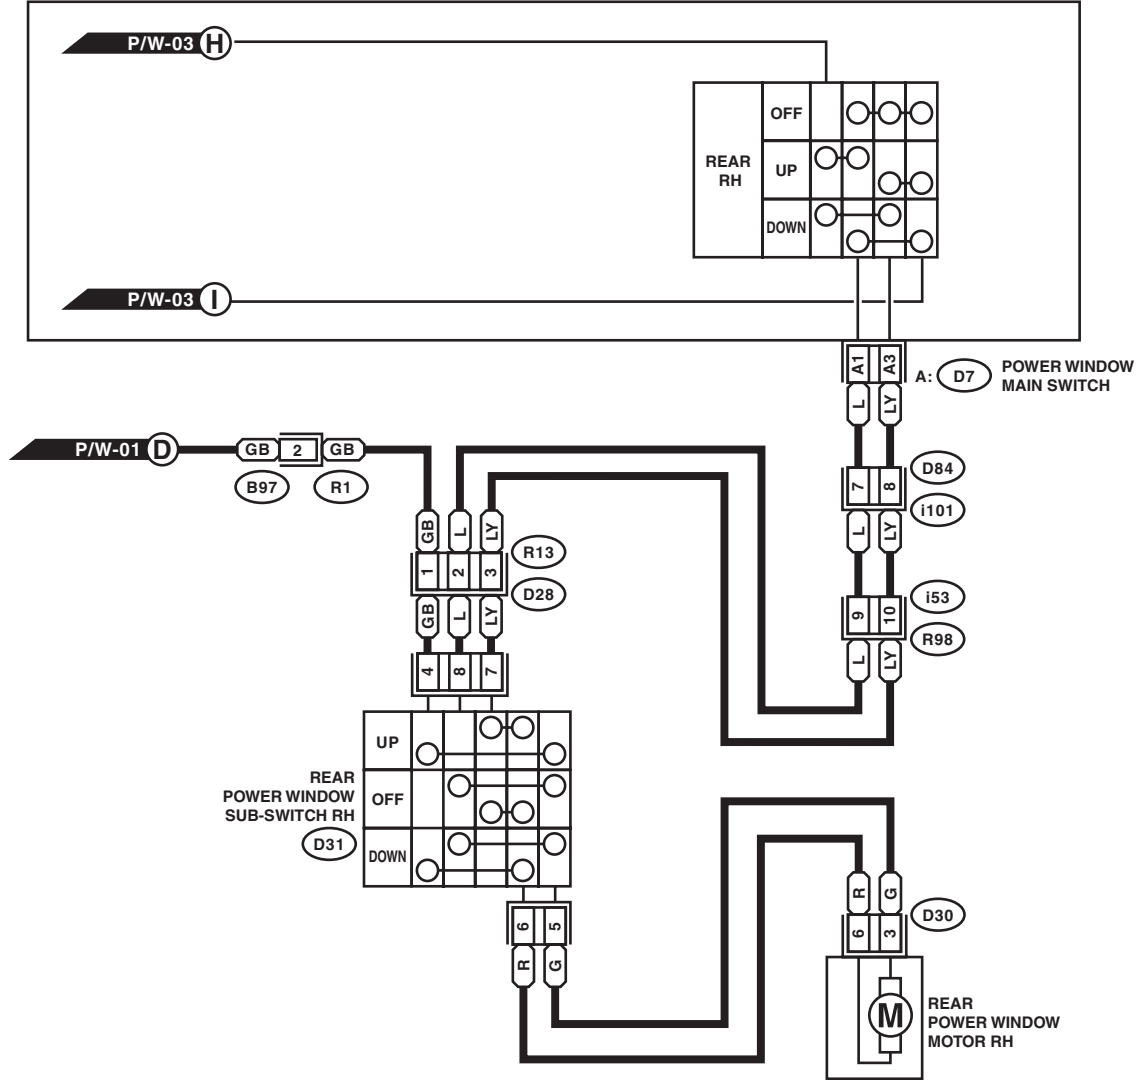 P/W-03 H
OFF
REAR
RH
UP
DOWN
P/W-03 I
A1 A3
A: D7
POWER WINDOW
MAIN SWITCH
L LY
P/W-01 D
GB 2 GB
B97 R1
7 8
D84
i101
GB L LY
L LY
1 2 3
R13
D28
9 10
i53
R98
GB L LY
L LY
4 8 7
UP
OFF
DOWN
REAR
POWER WINDOW
SUB-SWITCH RH
D31
6 5
R G
R G
6 3
D30
M
REAR
POWER WINDOW
MOTOR RH